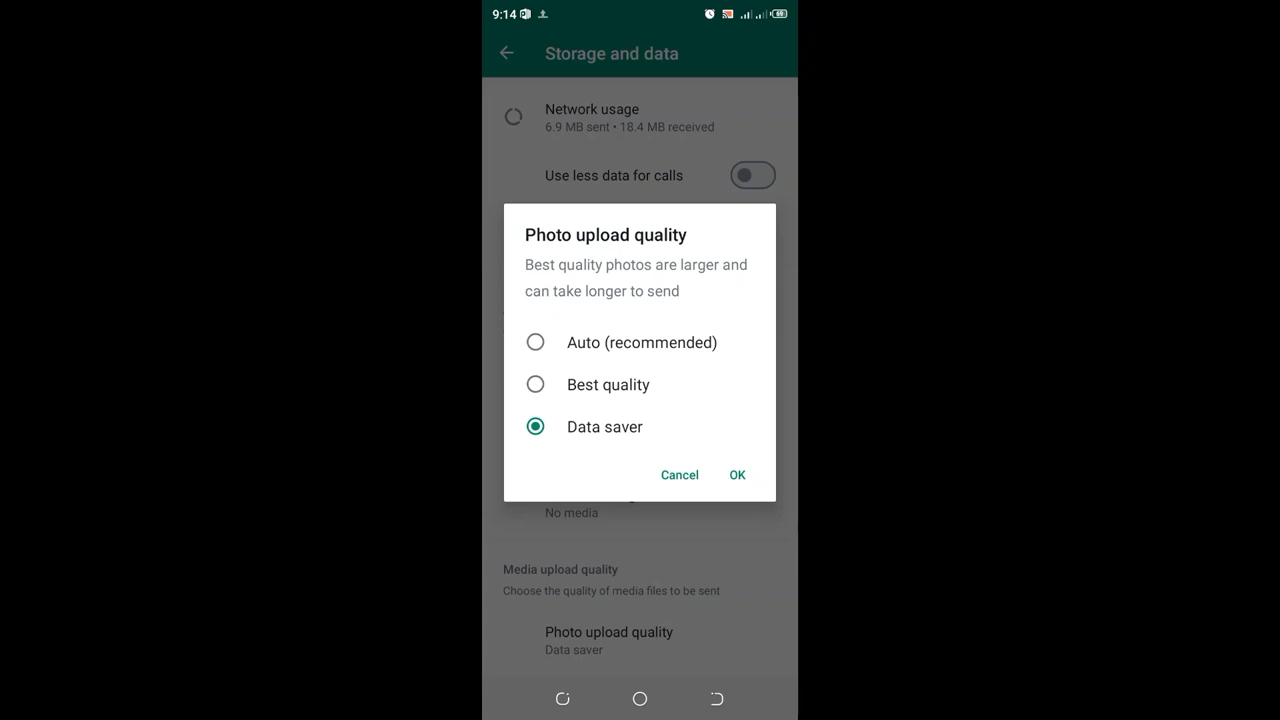 9:14
69
Storage and data
Network usage
6.9 MB sent • 18.4 MB received
Use less data for calls
Photo upload quality
Best quality photos are larger and
can take longer to send
Auto (recommended)
Best quality
Data saver
Cancel OK
No media
Media upload quality
Choose the quality of media files to be sent
Photo upload quality
Data saver